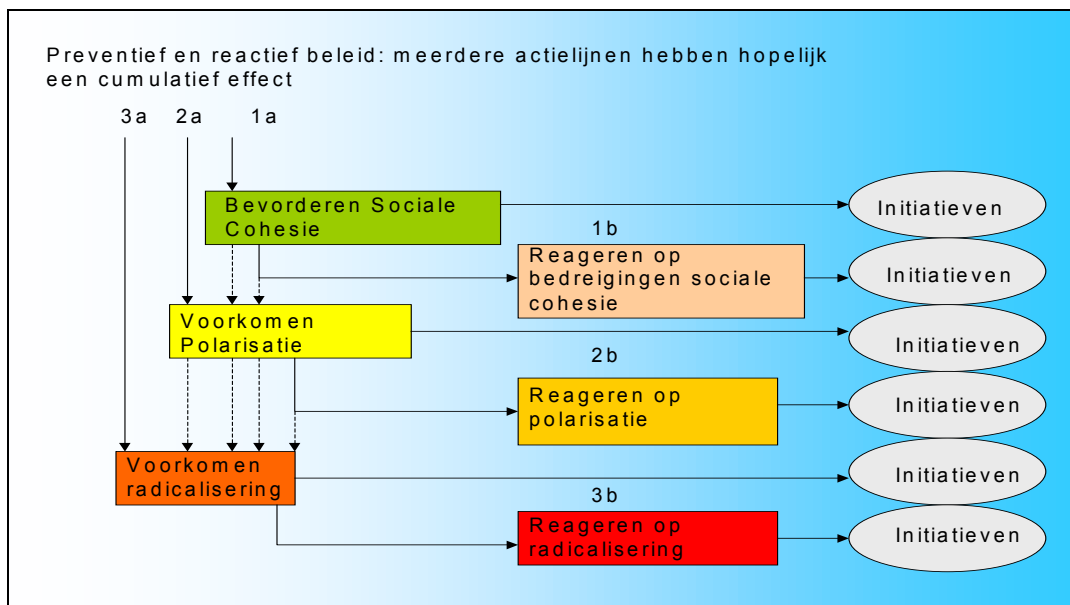 Preventief en reactief beleid: meerdere actielijnen hebben hopelijk
een cumulatief effect
3a 2a 1a
Bevorderen Sociale
Cohesie
Initiatieven
1b
Reageren op
bedreigingen sociale
cohesie
Initiatieven
Voorkomen
Polarisatie
Initiatieven
2b
Reageren op
polarisatie
Initiatieven
Voorkomen
radicalisering
Initiatieven
3b
Reageren op
radicalisering
Initiatieven